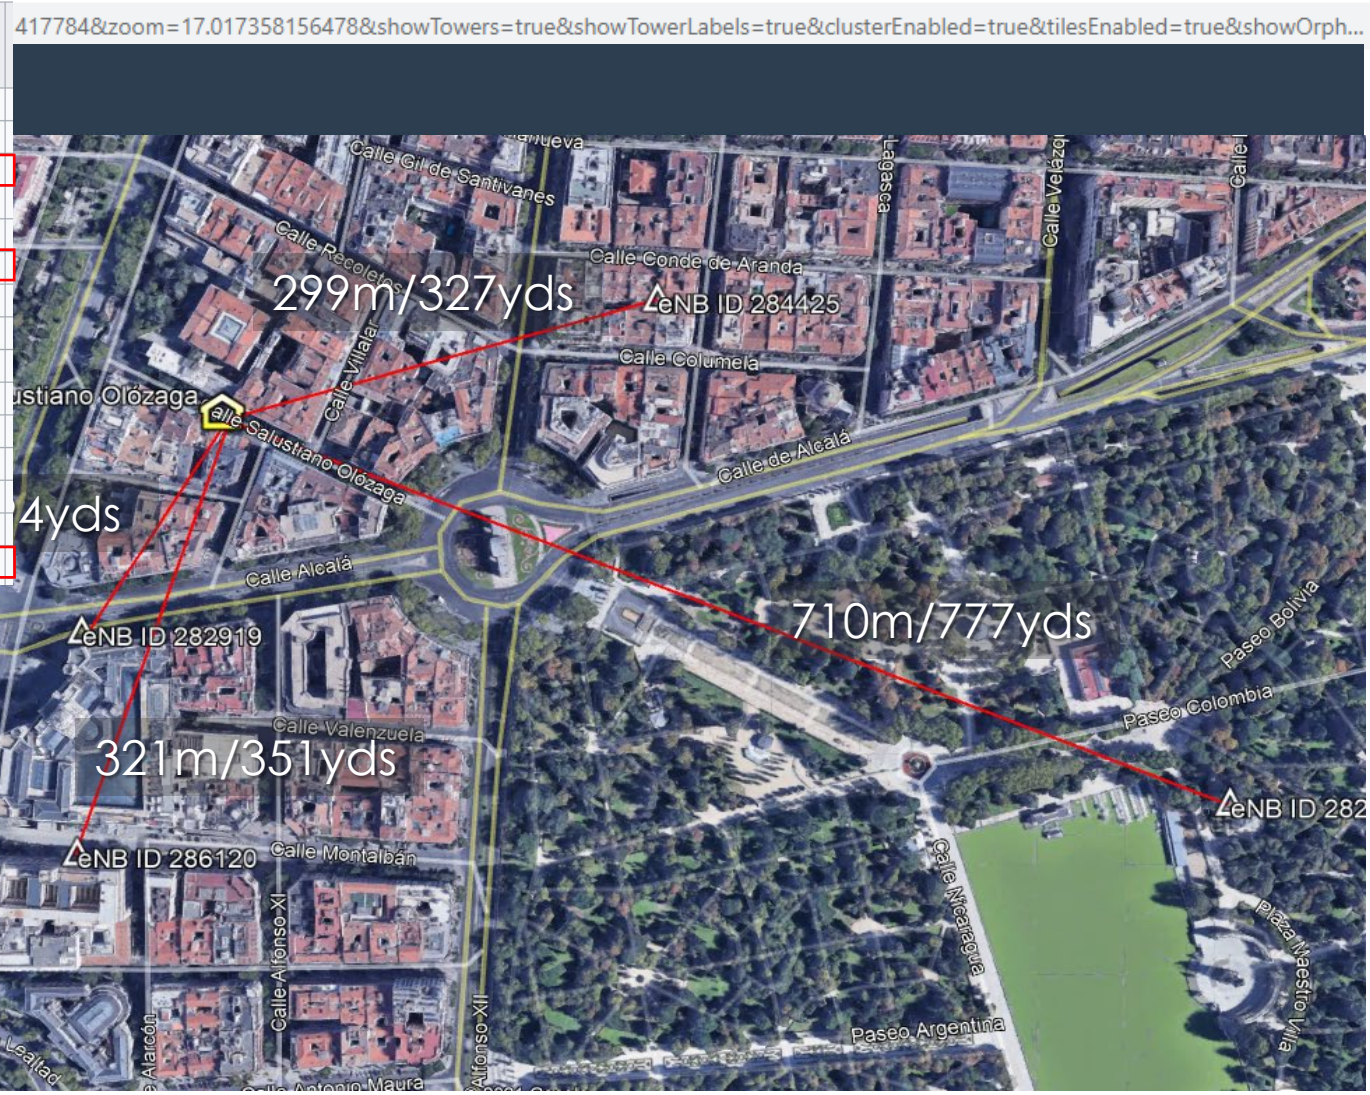 417784&zoom=17.017358156478&showTowers=true&showTowerLabels=true&clusterEnabled=true&tilesEnabled=true&showOrph...
Calle Gil de Santivanes
Lagasca
Calle Velázq
Calle
Calle Recoletos
Calle Conde de Aranda
299m/327yds
eNB ID 284425
Calle Villalar
Calle Columela
ustiano Olózaga
alle Salustiano Olózaga
Calle de Alcalá
4yds
Calle Alcalá
eNB ID 282919
710m/777yds
Paseo Bolivia
Paseo Colombia
Calle Valenzuela
321m/351yds
eNB ID 282
eNB ID 286120
Calle Montalbán
Calle Nicaragua
Calle Alfonso XI
Plaza Maestro Villa
Alfonso XII
Paseo Argentina
e Alarcón
Lealtad
Calle Antonio Maura